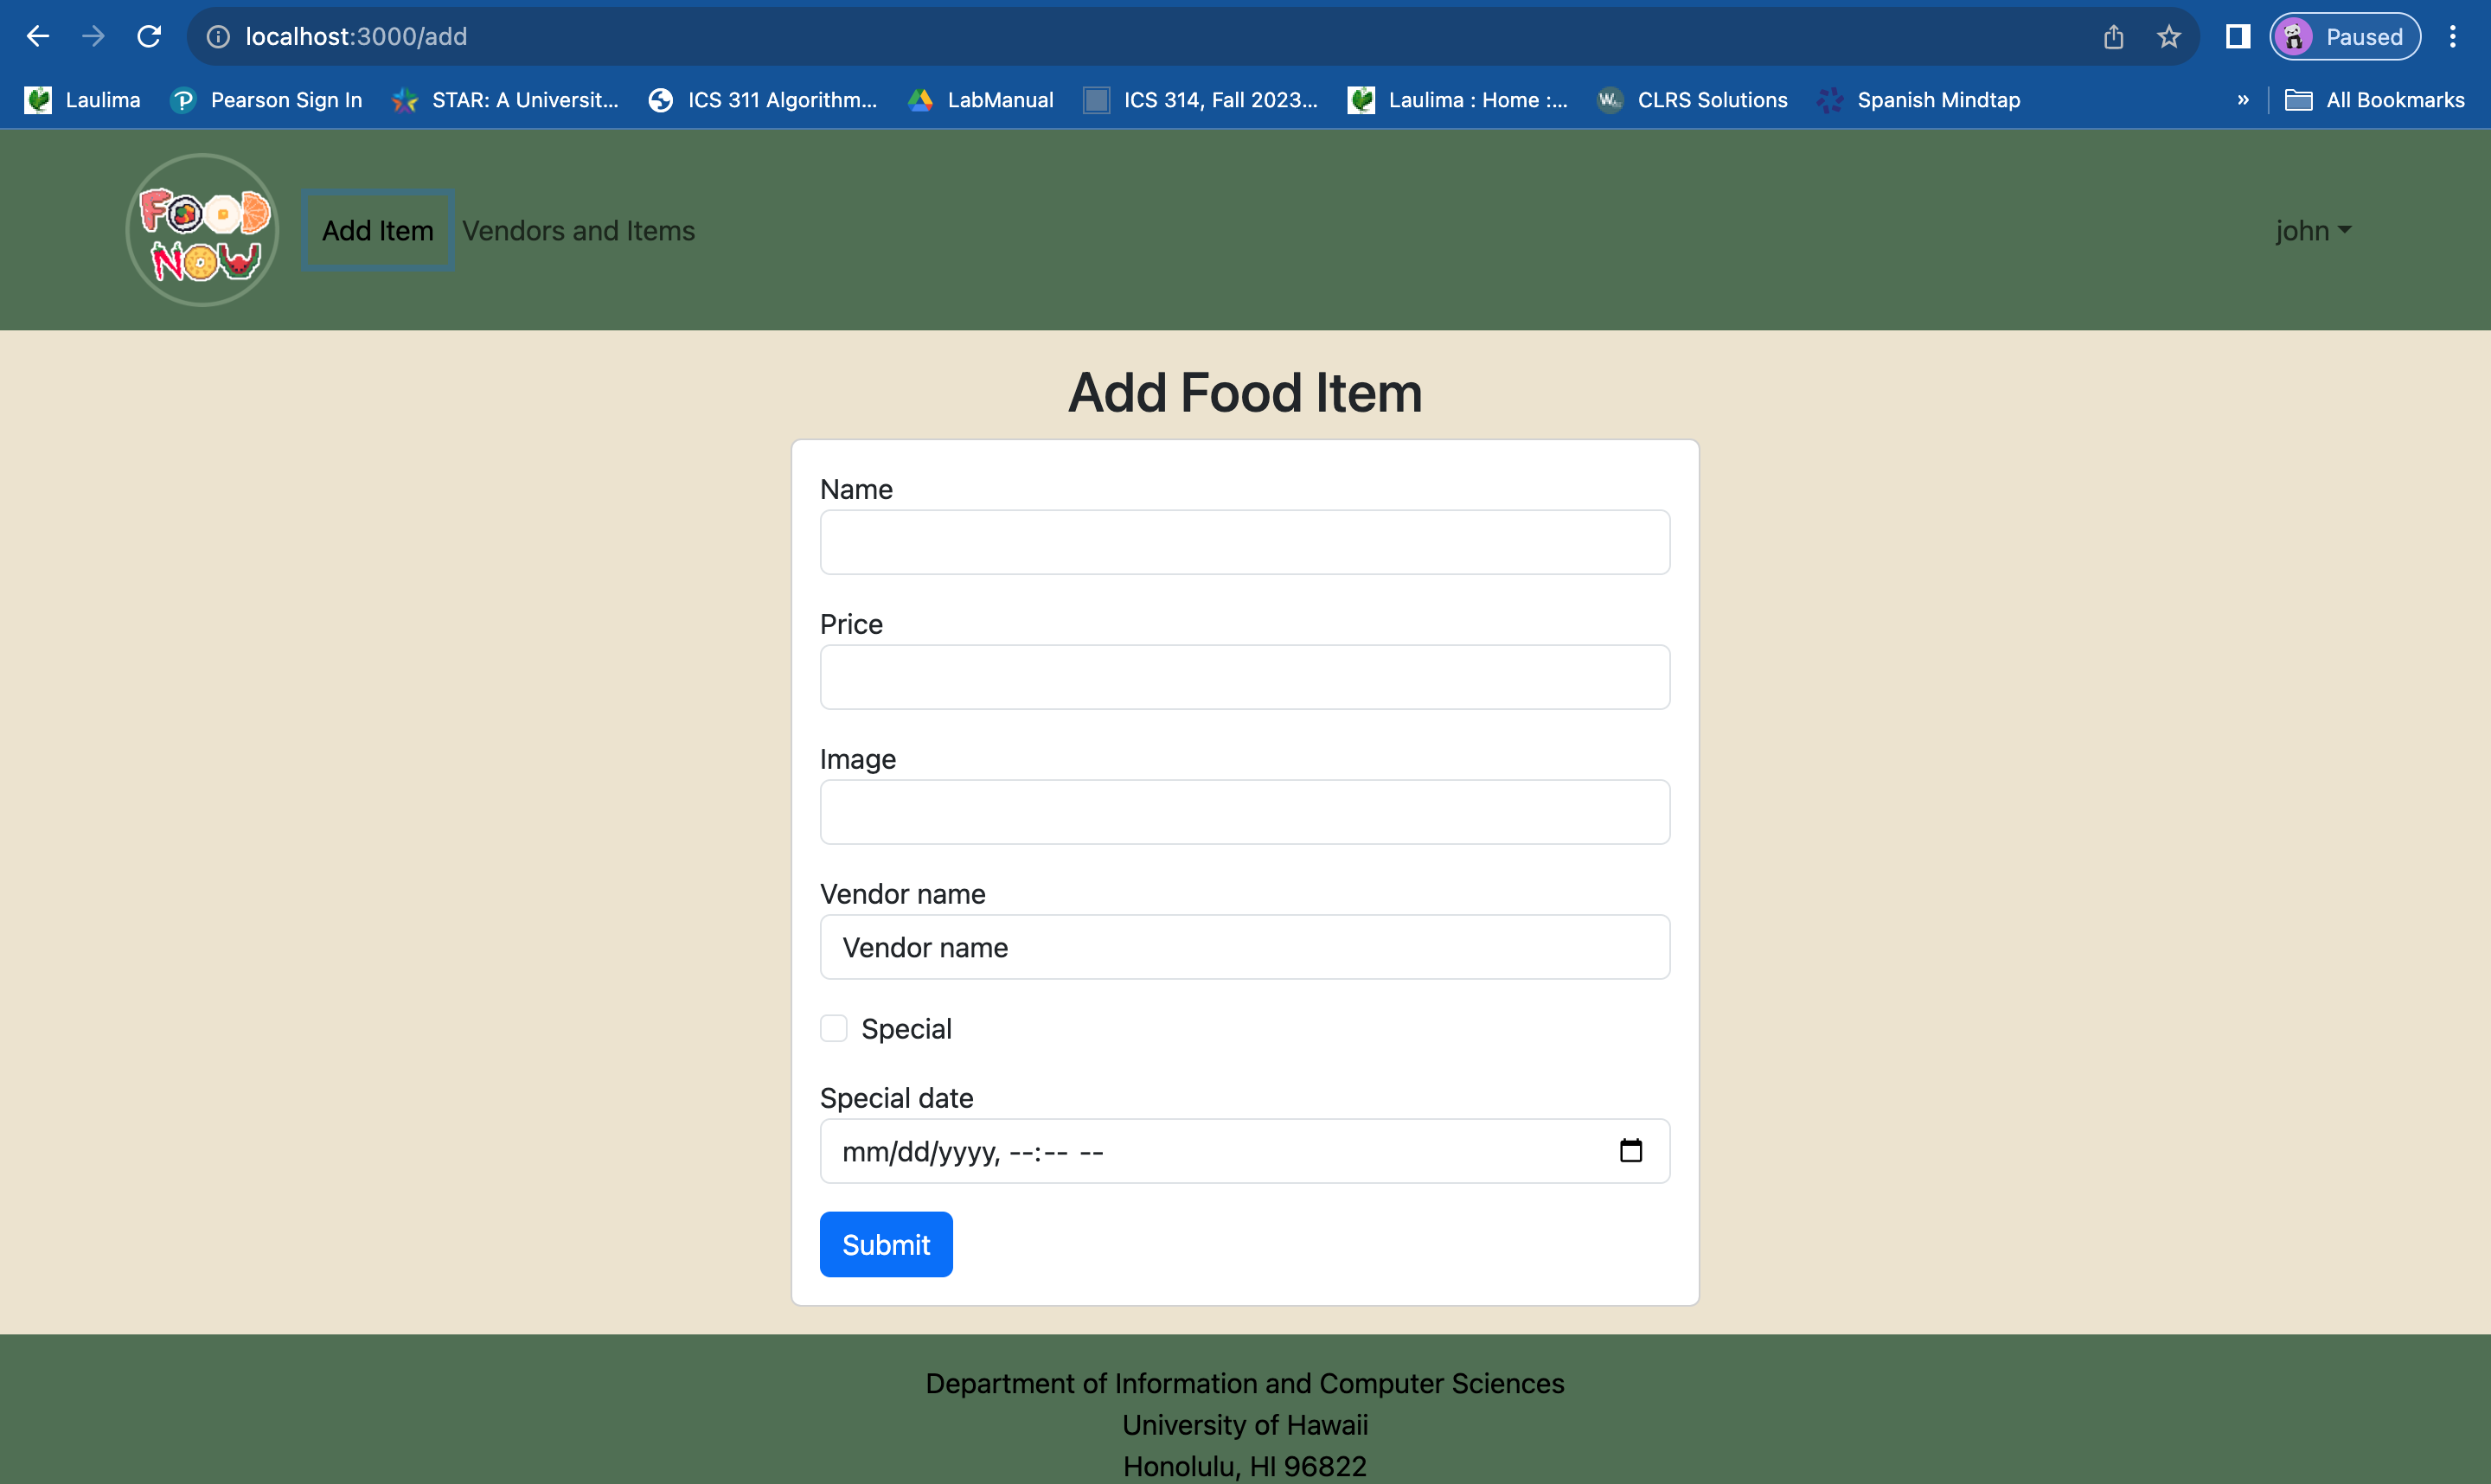 localhost:3000/add
Paused
Laulima
Pearson Sign In
STAR: A Universit...
ICS 311 Algorithm...
LabManual
ICS 314, Fall 2023...
Laulima : Home :...
CLRS Solutions
Spanish Mindtap
»
All Bookmarks
FOOD
NOW
Add Item
Vendors and Items
john
Add Food Item
Name
Price
Image
Vendor name
Vendor name
Special
Special date
mm/dd/yyyy, --:-- --
Submit
Department of Information and Computer Sciences
University of Hawaii
Honolulu, HI 96822